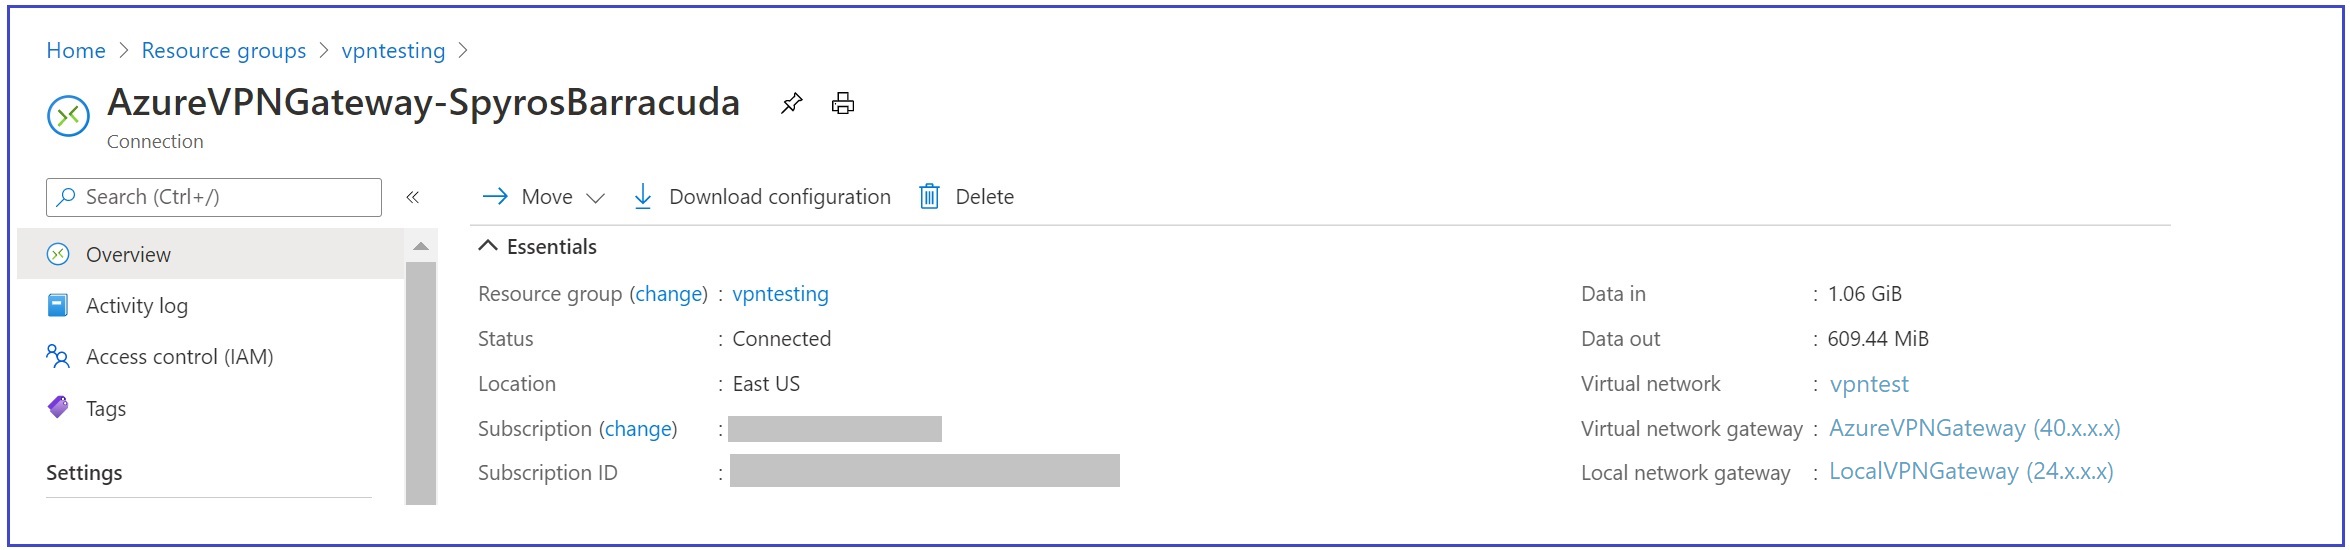 Home > Resource groups > vpntesting >
AzureVPNGateway-SpyrosBarracuda
Connection
Search (Ctrl+/)
«
Move
Download configuration
Delete
Overview
Activity log
Access control (IAM)
Tags
Settings
Essentials
Resource group (change) : vpntesting
Status : Connected
Location : East US
Subscription (change) :
Subscription ID :
Data in : 1.06 GiB
Data out : 609.44 MiB
Virtual network : vpntest
Virtual network gateway : AzureVPNGateway (40.x.x.x)
Local network gateway : LocalVPNGateway (24.x.x.x)